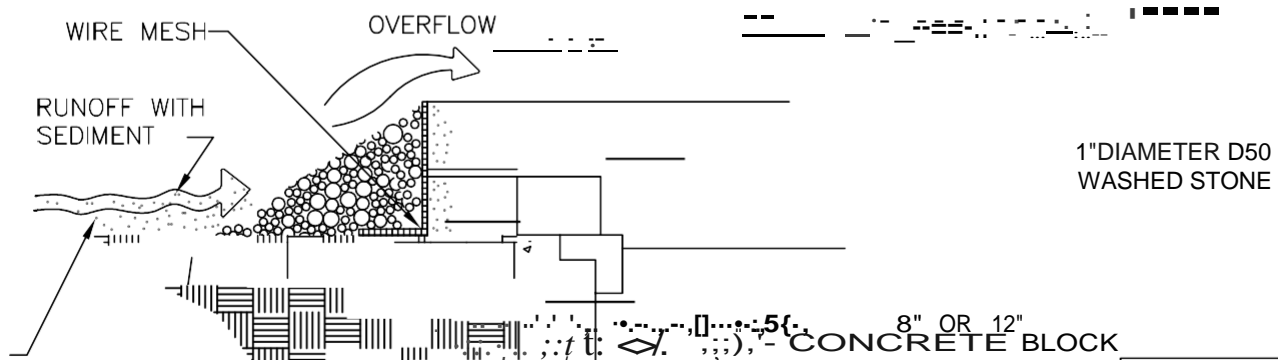 WIRE MESH
OVERFLOW
RUNOFF WITH
SEDIMENT
1"DIAMETER D50
WASHED STONE
8" OR 12"
CONCRETE BLOCK